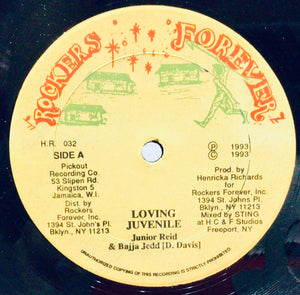 ROCKERS FOREVER
H.R. 032
SIDE A
Pickout
Recording Co.
53 Slipen Rd.
Kingston 5
Jamaica, W.I.
Dist. by
Rockers
Forever, Inc.
1394 St. John's Pl.
Bklyn., NY 11213
Ⓟ 1993
© 1993
Prod. by
Henricka Richards
for
Rockers Forever, Inc.
1394 St. Johns Pl.
Bklyn., NY 11213
Mixed by STING
at H.C & F Studios
Freeport, NY
LOVING
JUVENILE
Junior Reid
& Bajja Jedd [D. Davis]
UNAUTHORIZED COPYING OF THIS RECORDING IS STRICTLY PROHIBITED